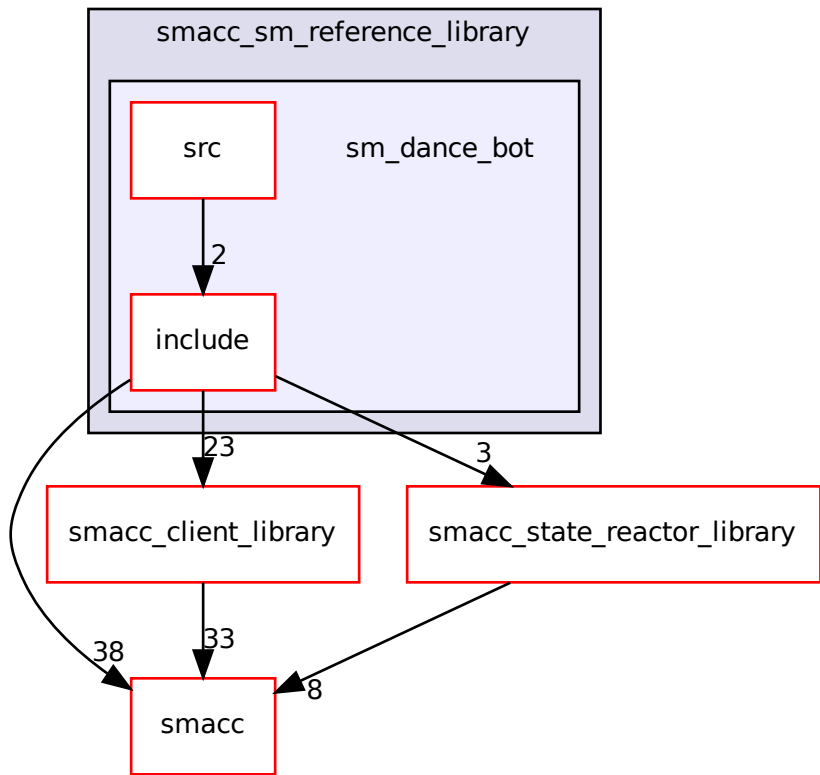 smacc_sm_reference_library
src
sm_dance_bot
2
include
23
3
smacc_client_library
smacc_state_reactor_library
38
33
8
smacc